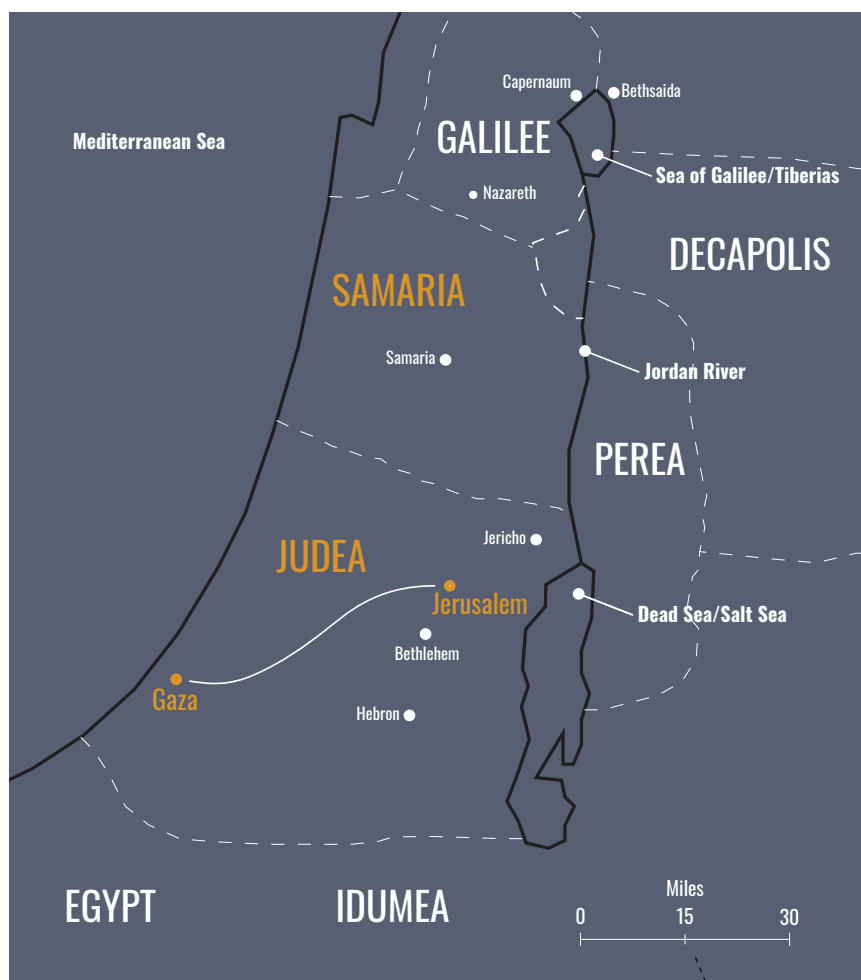 Capernaum
Bethsaida
Mediterranean Sea
GALILEE
Sea of Galilee/Tiberias
Nazareth
DECAPOLIS
SAMARIA
Samaria
Jordan River
PEREA
Jericho
JUDEA
Jerusalem
Dead Sea/Salt Sea
Bethlehem
Gaza
Hebron
EGYPT
IDUMEA
Miles
0 15 30